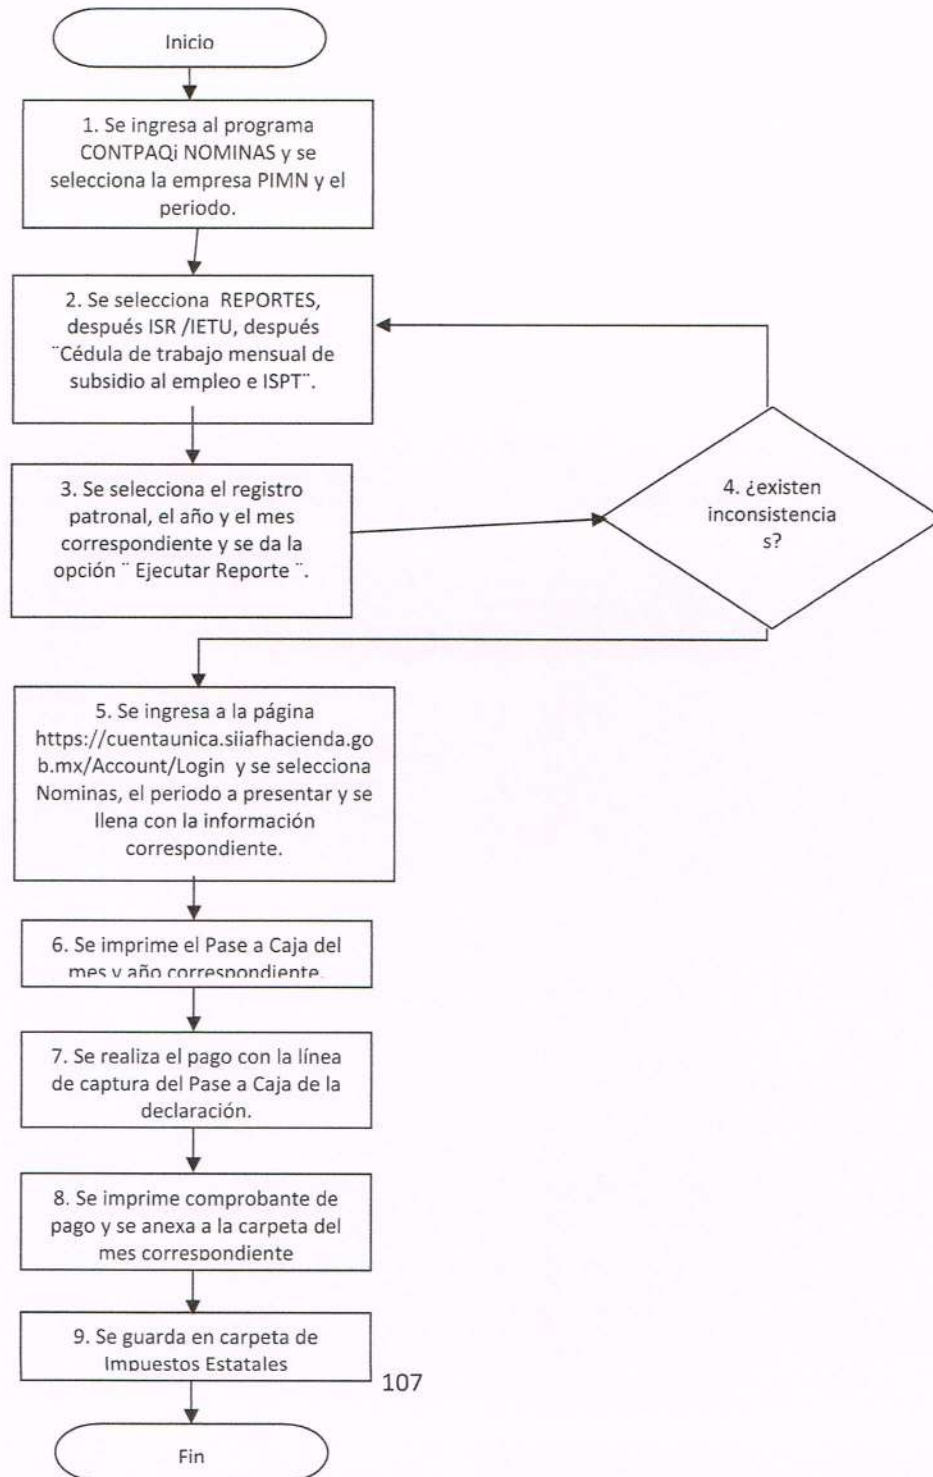 Inicio
1. Se ingresa al programa
CONTPAQi NOMINAS y se
selecciona la empresa PIMN y el
periodo.
2. Se selecciona REPORTES,
después ISR /IETU, después
¨Cédula de trabajo mensual de
subsidio al empleo e ISPT¨.
3. Se selecciona el registro
patronal, el año y el mes
correspondiente y se da la
opción ¨ Ejecutar Reporte ¨.
4. ¿existen
inconsistencia
s?
5. Se ingresa a la página
https://cuentaunica.siiafhacienda.go
b.mx/Account/Login y se selecciona
Nominas, el periodo a presentar y se
llena con la información
correspondiente.
6. Se imprime el Pase a Caja del
mes y año correspondiente.
7. Se realiza el pago con la línea
de captura del Pase a Caja de la
declaración.
8. Se imprime comprobante de
pago y se anexa a la carpeta del
mes correspondiente
9. Se guarda en carpeta de
Impuestos Estatales
107
Fin